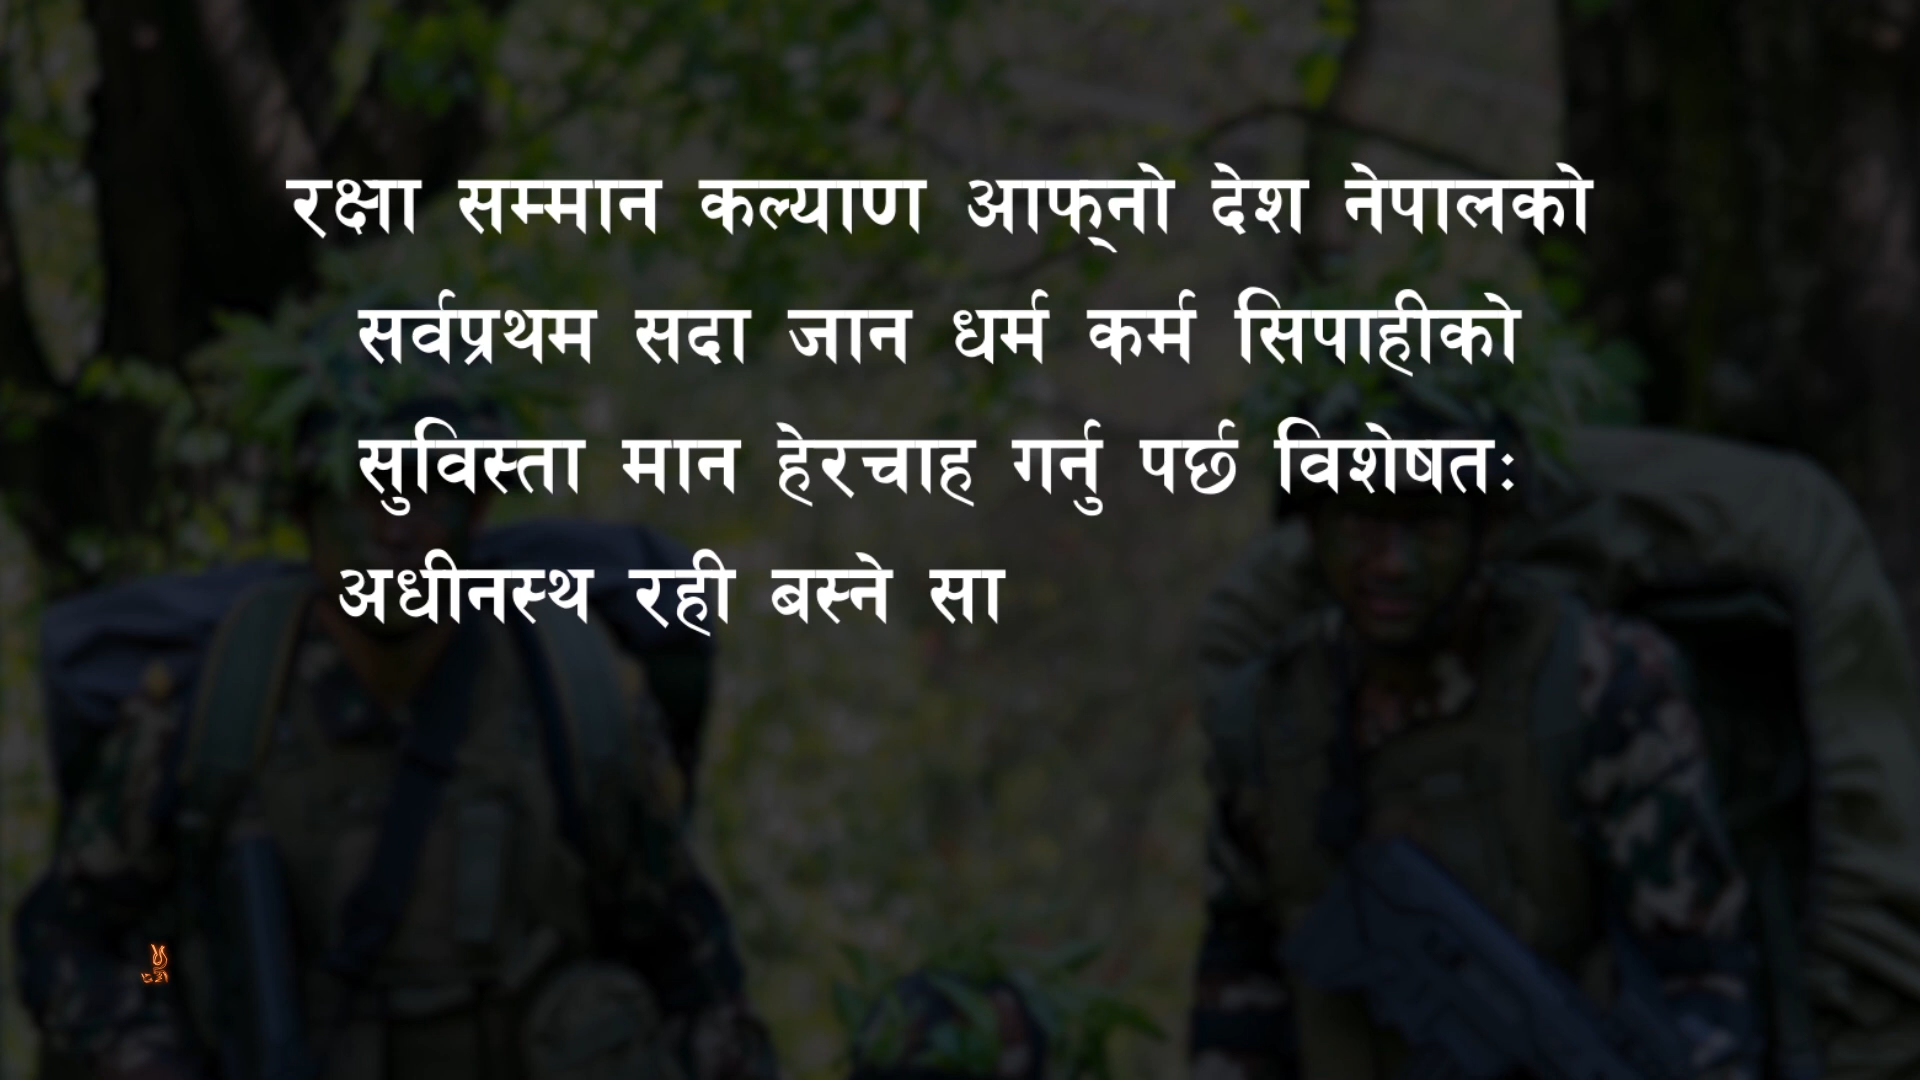 रक्षा सम्मान कल्याण आफ्‌नो देश नेपालको
सर्वप्रथम सदा जान धर्म कर्म सिपाहीको
सुविस्ता मान हेरचाह गर्नु पर्छ विशेषतः
अधीनस्थ रही बस्ने सा